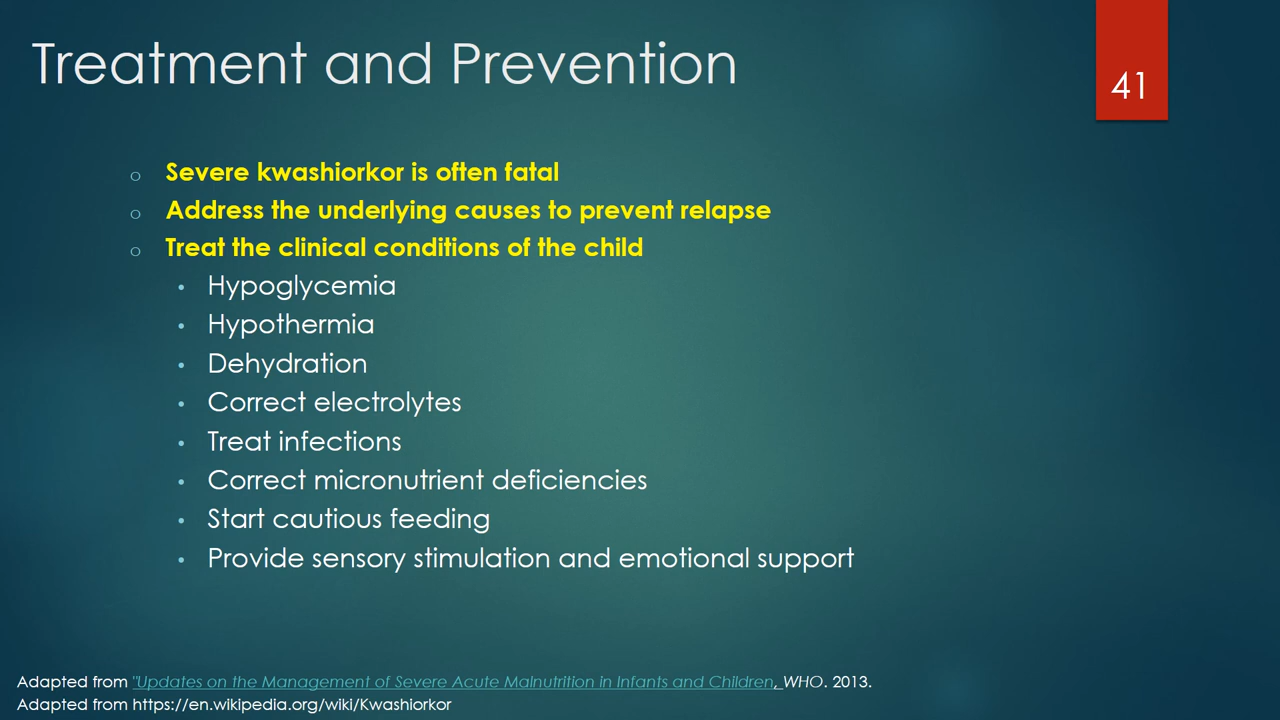 Treatment and Prevention
41
o Severe kwashiorkor is often fatal
o Address the underlying causes to prevent relapse
o Treat the clinical conditions of the child
• Hypoglycemia
• Hypothermia
• Dehydration
• Correct electrolytes
• Treat infections
• Correct micronutrient deficiencies
• Start cautious feeding
• Provide sensory stimulation and emotional support
Adapted from "Updates on the Management of Severe Acute Malnutrition in Infants and Children, WHO. 2013.
Adapted from https://en.wikipedia.org/wiki/Kwashiorkor